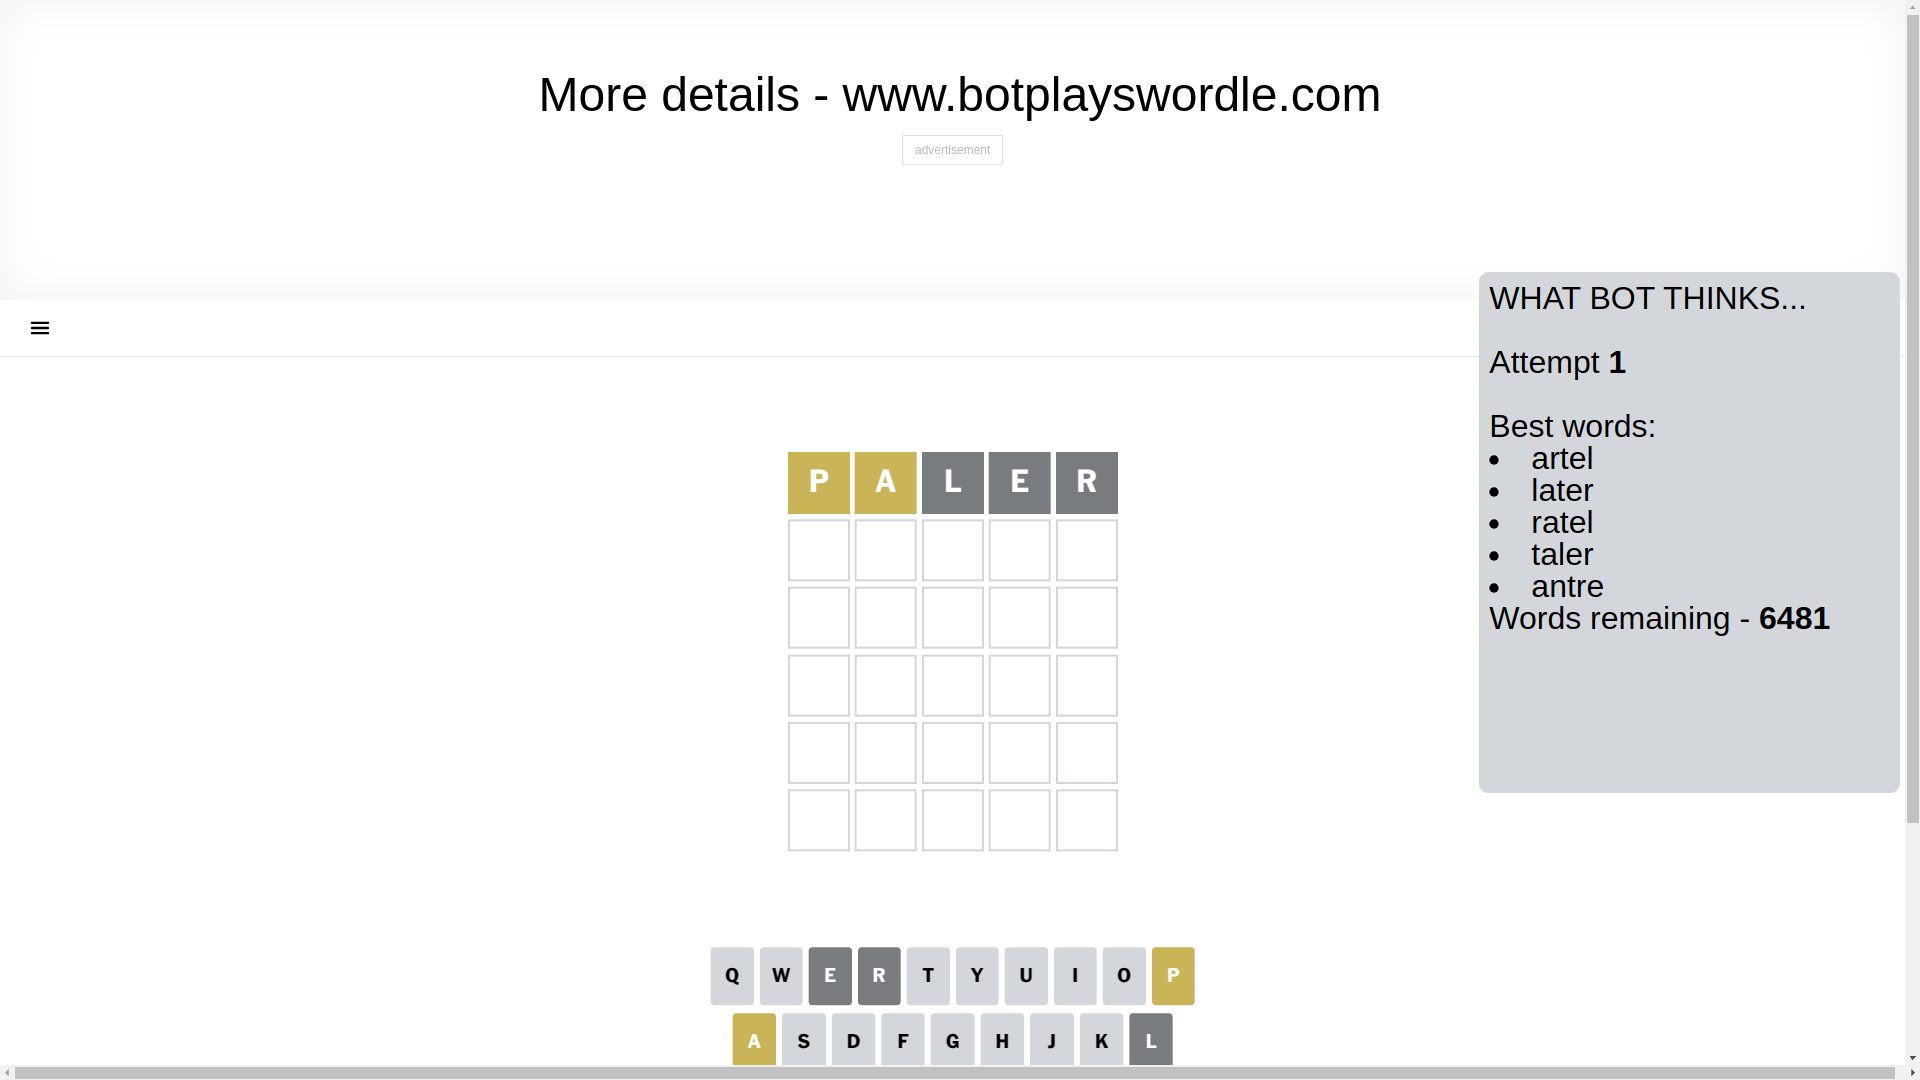 More details - www.botplayswordle.com
advertisement
WHAT BOT THINKS...
Attempt 1
Best words:
artel
later
ratel
taler
antre
Words remaining - 6481
P A L E R
Q W E R T Y U I O P
A S D F G H J K L